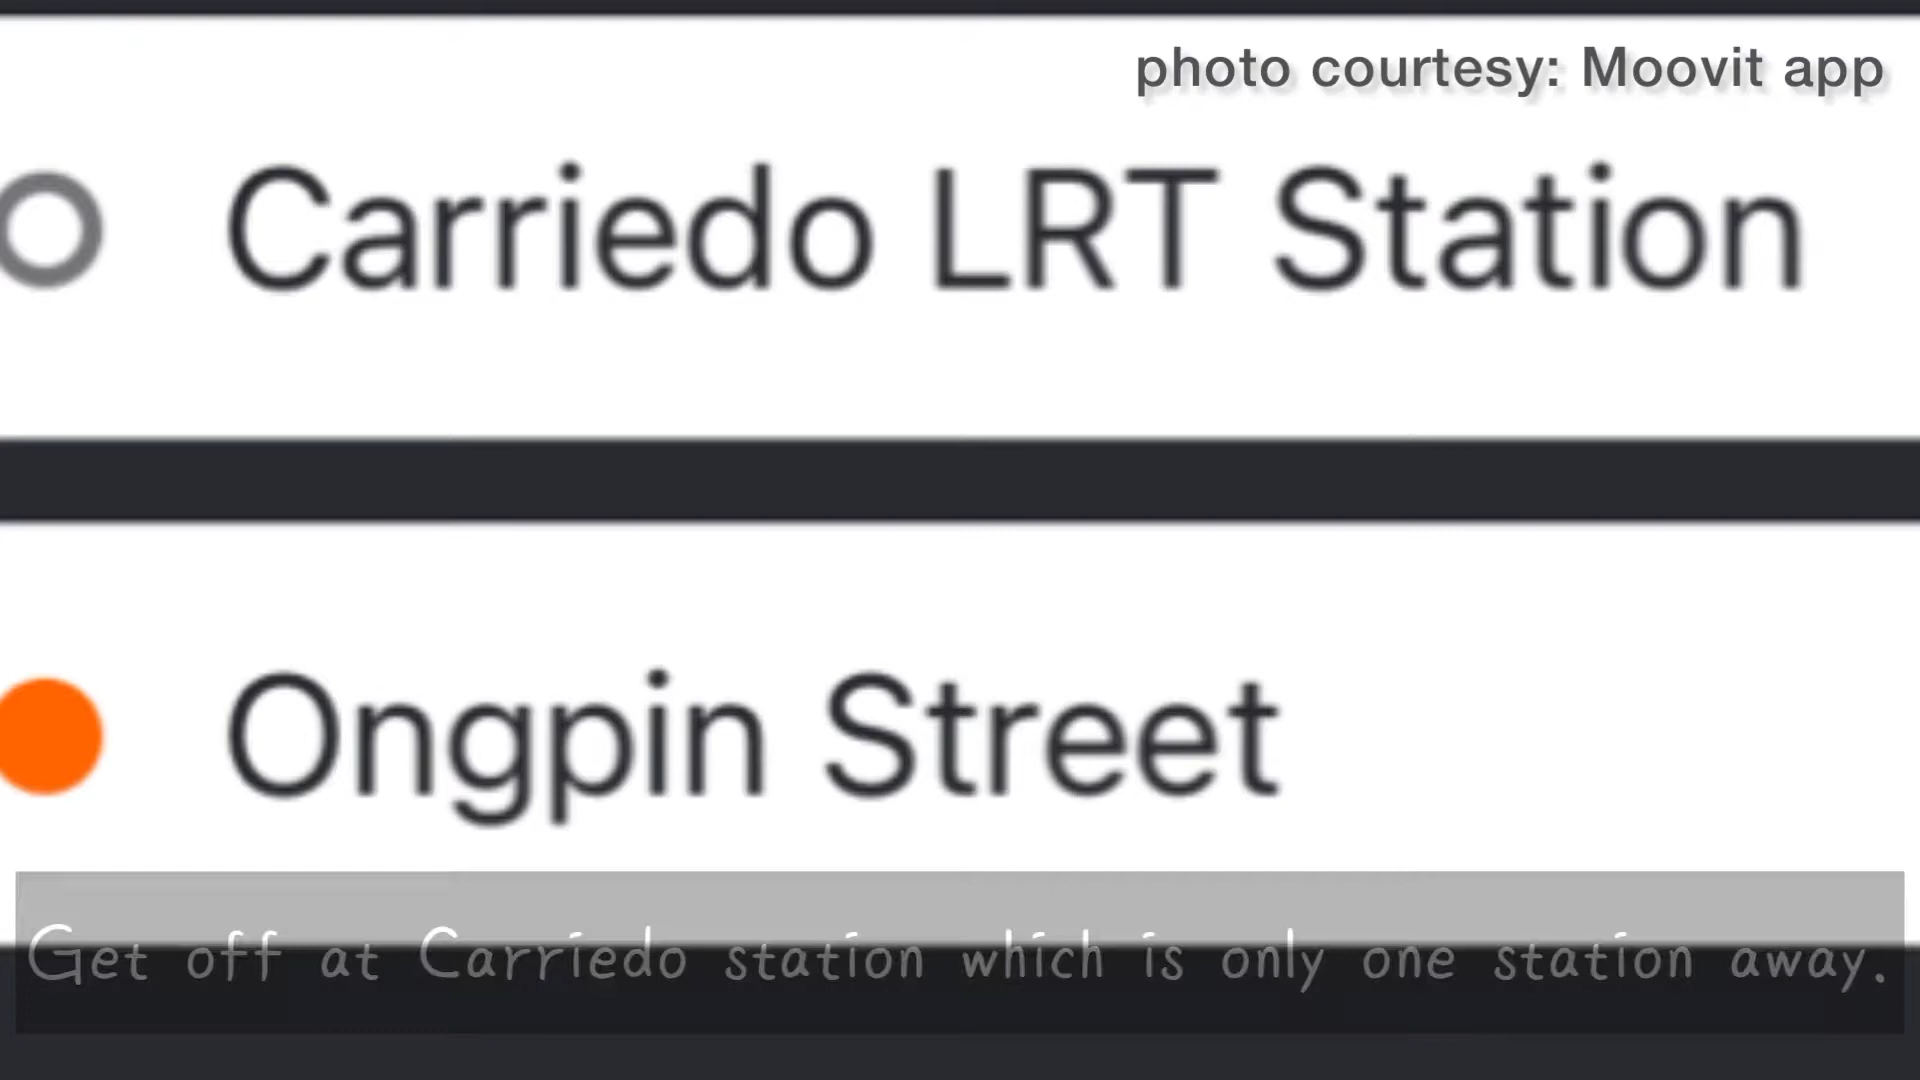 photo courtesy: Moovit app
Carriedo LRT Station
Ongpin Street
Get off at Carriedo station which is only one station away.